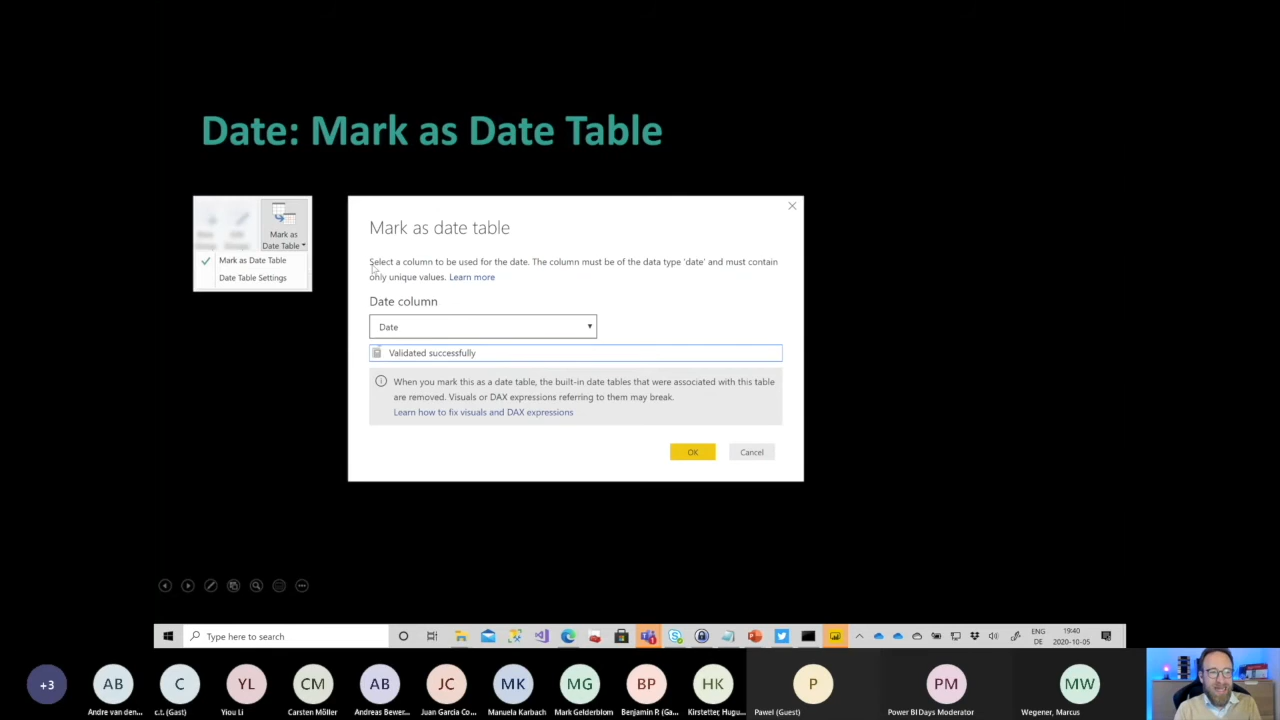 Date: Mark as Date Table
Mark as
Date Table
Mark as Date Table
Date Table Settings
Mark as date table
Select a column to be used for the date. The column must be of the data type 'date' and must contain
only unique values. Learn more
Date column
Date
Validated successfully
When you mark this as a date table, the built-in date tables that were associated with this table
are removed. Visuals or DAX expressions referring to them may break.
Learn how to fix visuals and DAX expressions
OK
Cancel
Type here to search
ENG
DE
19:40
2020-10-05
+3
AB
C
YL
CM
AB
JC
MK
MG
BP
HK
P
PM
MW
Andre van den...
c.t. (Gast)
Yiou Li
Carsten Möller
Andreas Bewer...
Juan Garcia Co...
Manuela Karbach
Mark Gelderblom
Benjamin R (Ga...
Kirstetter, Hugu...
Pawel (Guest)
Power BI Days Moderator
Wegener, Marcus